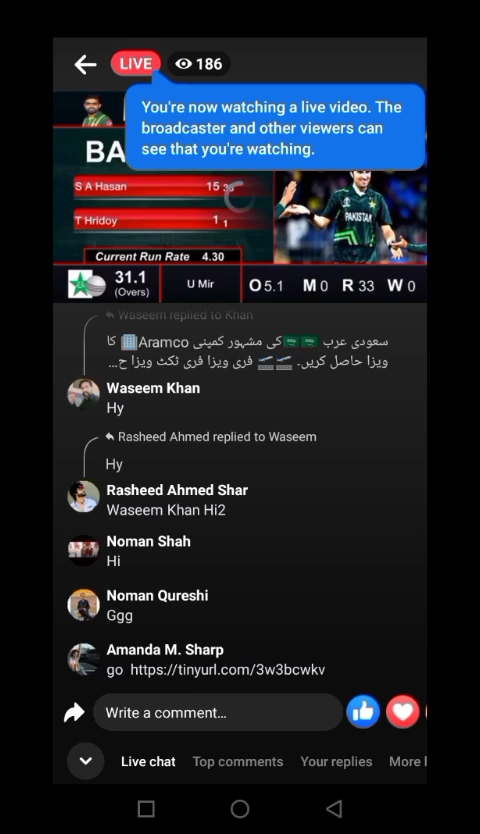 LIVE
186
You're now watching a live video. The
broadcaster and other viewers can
see that you're watching.
BA
S A Hasan 15
T Hridoy 1 1
PAKISTAN
Current Run Rate 4.30
31.1
(Overs)
U Mir
O 5.1 M 0 R 33 W 0
Waseem replied to Khan
سعودی عرب 🇸🇦🇸🇦 کی مشہور کمپنی Aramco🏢 کا
ویزا حاصل کریں۔ 🛫🛫 فری ویزا فری ٹکٹ ویزا ح...
Waseem Khan
Hy
Rasheed Ahmed replied to Waseem
Hy
Rasheed Ahmed Shar
Waseem Khan Hi2
Noman Shah
Hi
Noman Qureshi
Ggg
Amanda M. Sharp
go https://tinyurl.com/3w3bcwkv
Write a comment...
Live chat Top comments Your replies More